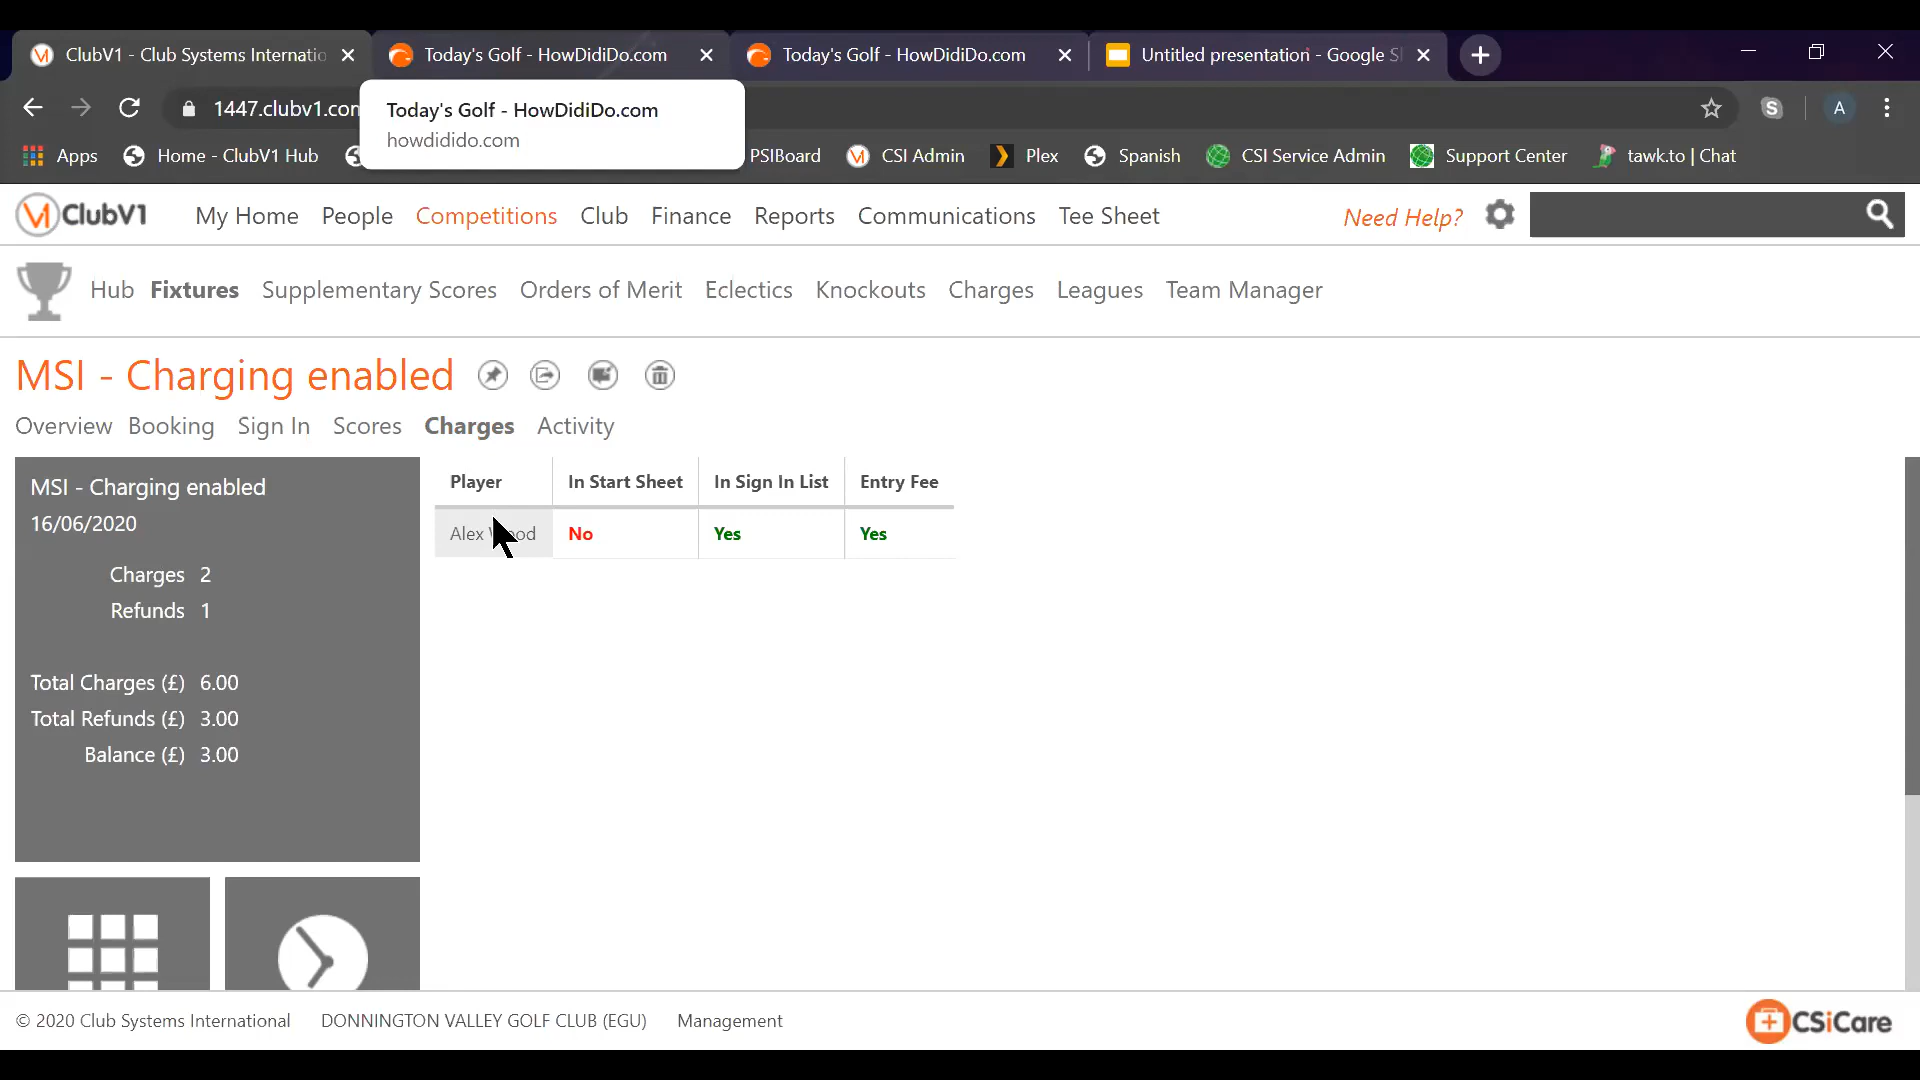 ClubV1 - Club Systems Internatio
Today's Golf - HowDidiDo.com
Today's Golf - HowDidiDo.com
Untitled presentation - Google Sl
1447.clubv1.con
Today's Golf - HowDidiDo.com
howdidido.com
A
Apps
Home - ClubV1 Hub
PSIBoard
CSI Admin
Plex
Spanish
CSI Service Admin
Support Center
tawk.to | Chat
ClubV1
My Home
People
Competitions
Club
Finance
Reports
Communications
Tee Sheet
Need Help?
Hub
Fixtures
Supplementary Scores
Orders of Merit
Eclectics
Knockouts
Charges
Leagues
Team Manager
MSI - Charging enabled
Overview
Booking
Sign In
Scores
Charges
Activity
MSI - Charging enabled
16/06/2020
Charges 2
Refunds 1
Total Charges (£) 6.00
Total Refunds (£) 3.00
Balance (£) 3.00
Player
In Start Sheet
In Sign In List
Entry Fee
Alex
No
Yes
Yes
© 2020 Club Systems International
DONNINGTON VALLEY GOLF CLUB (EGU)
Management
CSiCare